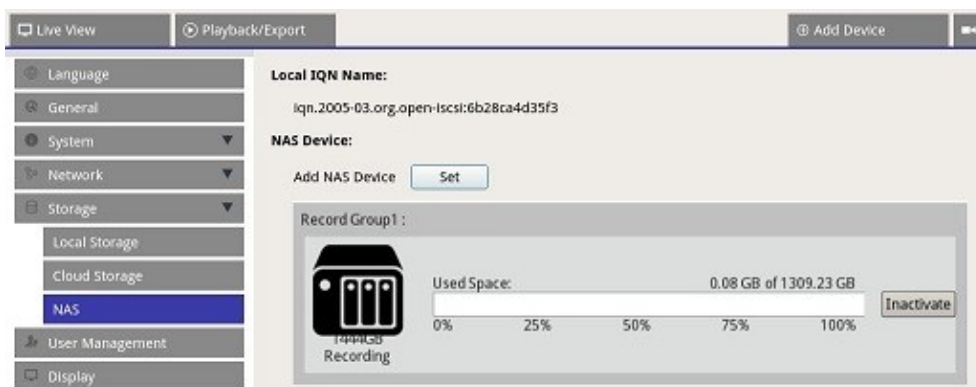 Live View
Playback/Export
Add Device
Language
General
System
Network
Storage
Local Storage
Cloud Storage
NAS
User Management
Display
Local IQN Name:
iqn.2005-03.org.open-iscsi:6b28ca4d35f3
NAS Device:
Add NAS Device Set
Record Group1 :
Used Space: 0.08 GB of 1309.23 GB
0% 25% 50% 75% 100%
Inactivate
1444GB
Recording